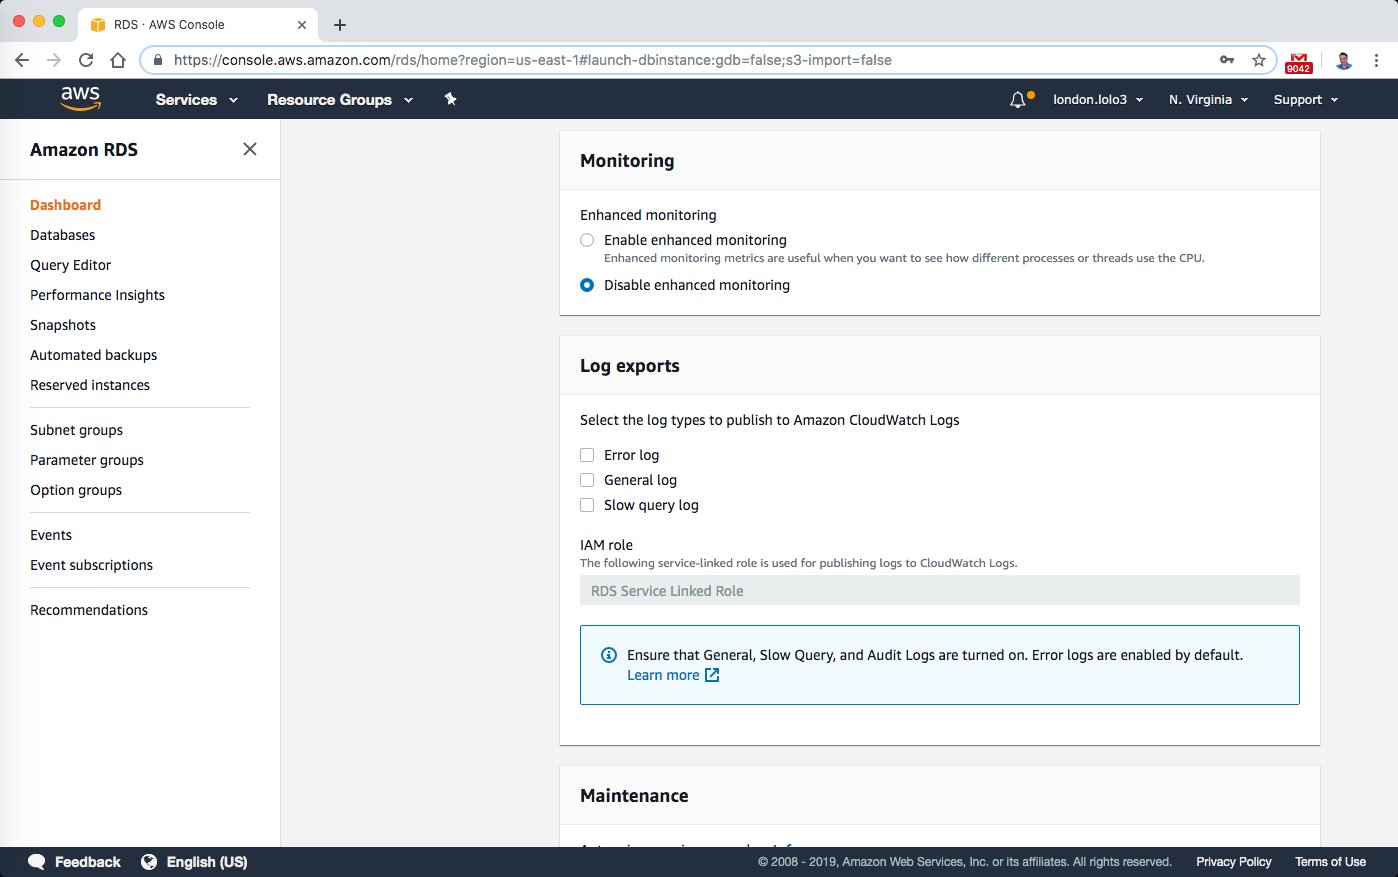 RDS · AWS Console
https://console.aws.amazon.com/rds/home?region=us-east-1#launch-dbinstance:gdb=false;s3-import=false
9042
aws
Services
Resource Groups
london.lolo3
N. Virginia
Support
Amazon RDS
Dashboard
Databases
Query Editor
Performance Insights
Snapshots
Automated backups
Reserved instances
Subnet groups
Parameter groups
Option groups
Events
Event subscriptions
Recommendations
Monitoring
Enhanced monitoring
Enable enhanced monitoring
Enhanced monitoring metrics are useful when you want to see how different processes or threads use the CPU.
Disable enhanced monitoring
Log exports
Select the log types to publish to Amazon CloudWatch Logs
Error log
General log
Slow query log
IAM role
The following service-linked role is used for publishing logs to CloudWatch Logs.
RDS Service Linked Role
Ensure that General, Slow Query, and Audit Logs are turned on. Error logs are enabled by default.
Learn more
Maintenance
Feedback
English (US)
© 2008 - 2019, Amazon Web Services, Inc. or its affiliates. All rights reserved.
Privacy Policy
Terms of Use